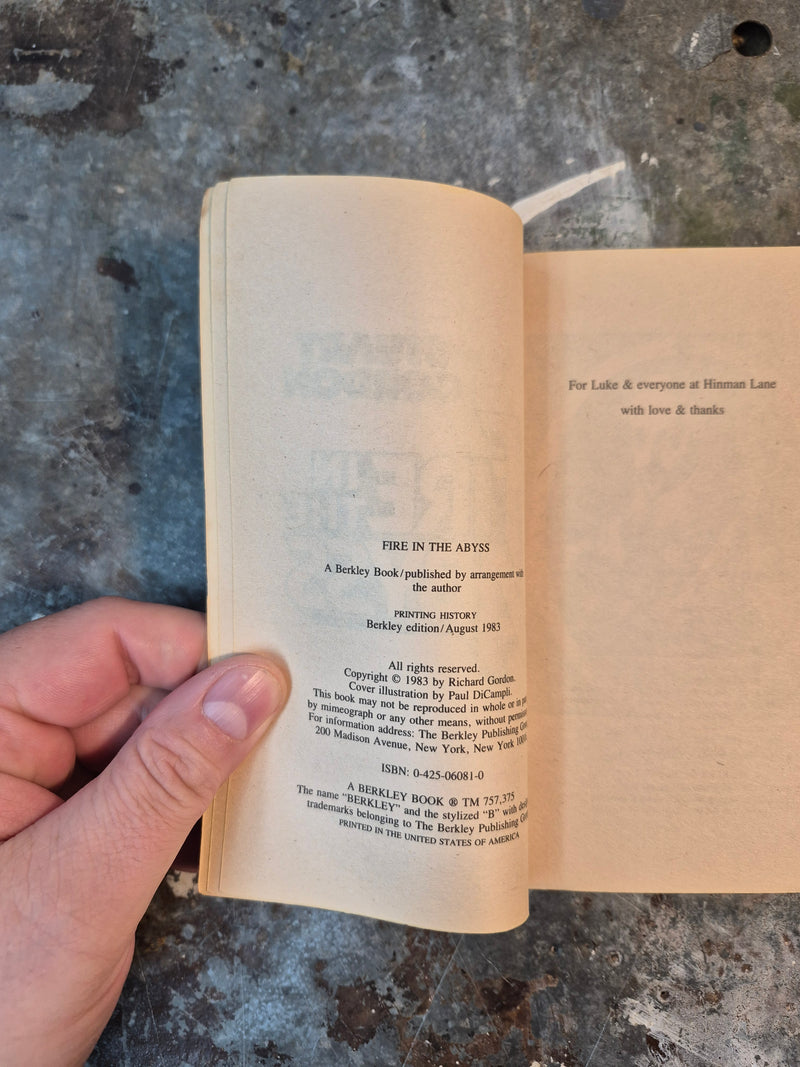 FIRE IN THE ABYSS
A Berkley Book/published by arrangement with
the author
PRINTING HISTORY
Berkley edition/August 1983
All rights reserved.
Copyright © 1983 by Richard Gordon.
Cover illustration by Paul DiCampli.
This book may not be reproduced in whole or in
by mimeograph or any other means, without
For information address: The Berkley Publishing
200 Madison Avenue, New York, New York
ISBN: 0-425-06081-0
A BERKLEY BOOK ® TM 757,375
The name "BERKLEY" and the stylized "B" with
trademarks belonging to The Berkley Publishing
PRINTED IN THE UNITED STATES OF AMERICA
For Luke & everyone at Hinman Lane
with love & thanks